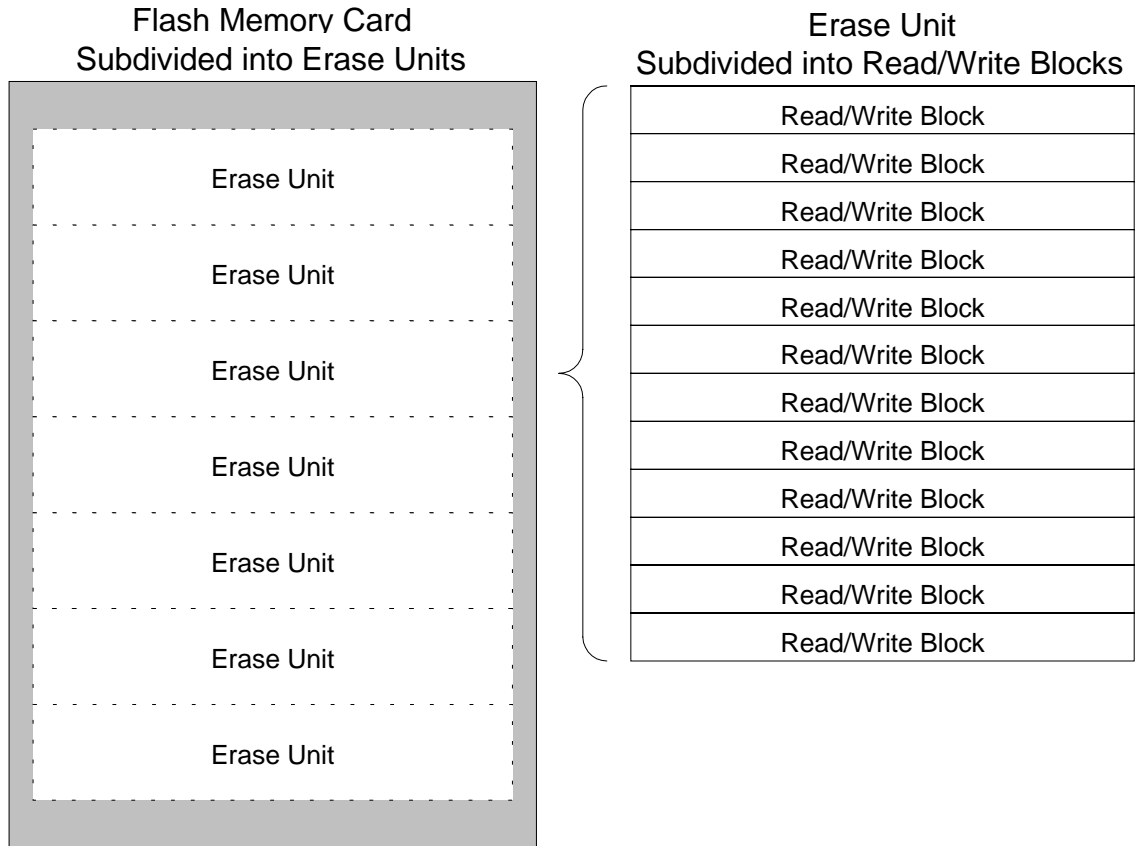 Flash Memory Card
Subdivided into Erase Units
Erase Unit
Erase Unit
Erase Unit
Erase Unit
Erase Unit
Erase Unit
Erase Unit
Erase Unit
Subdivided into Read/Write Blocks
Read/Write Block
Read/Write Block
Read/Write Block
Read/Write Block
Read/Write Block
Read/Write Block
Read/Write Block
Read/Write Block
Read/Write Block
Read/Write Block
Read/Write Block
Read/Write Block